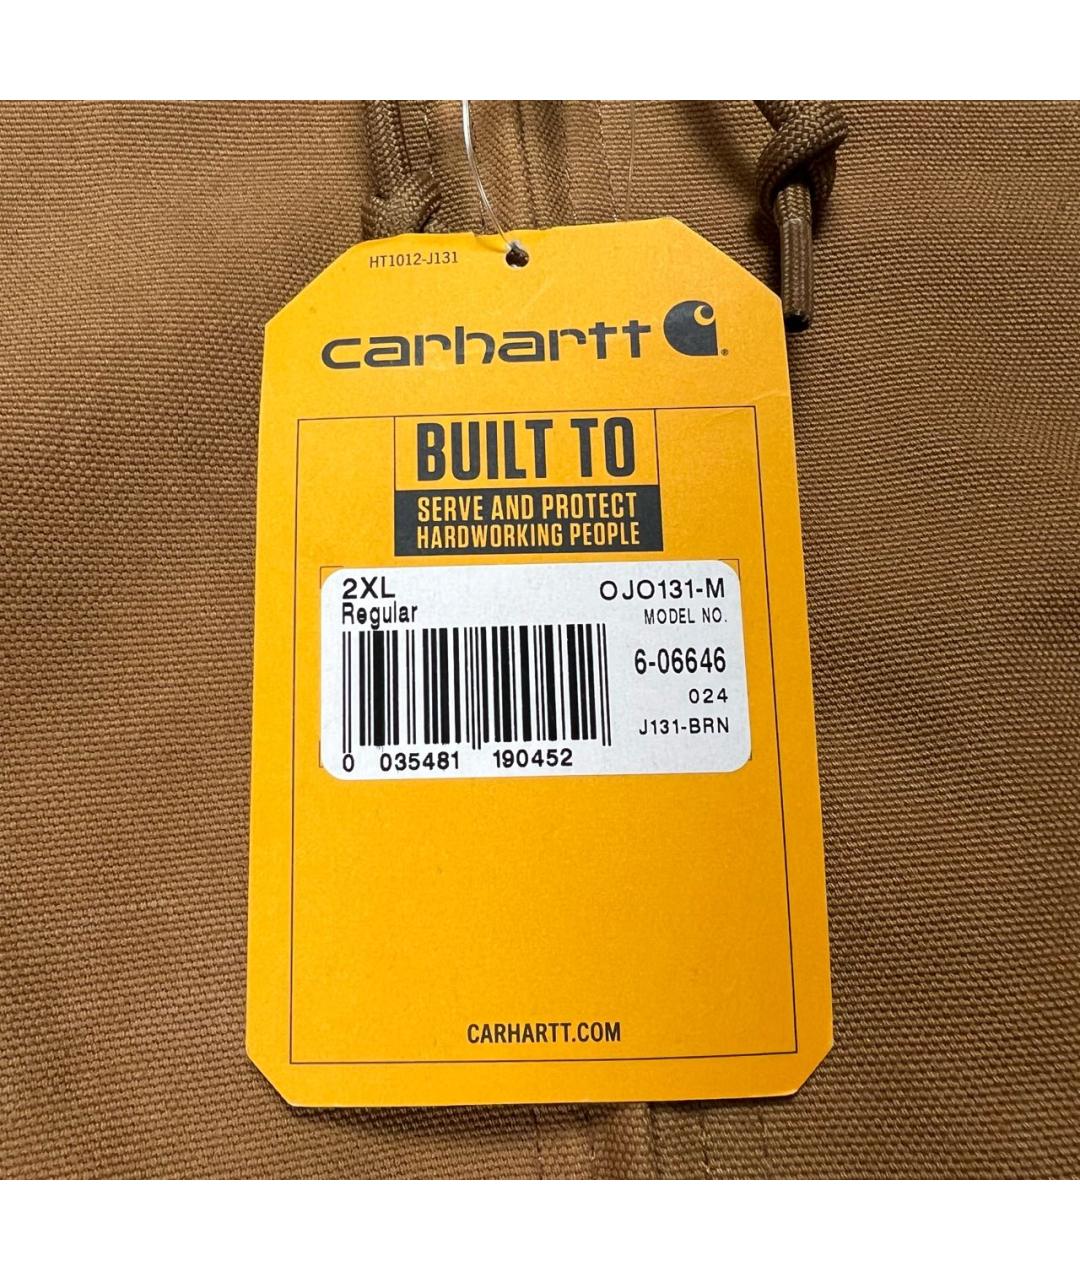 HT1012-J131
carhartt
BUILT TO
SERVE AND PROTECT
HARDWORKING PEOPLE
2XL
Regular
OJO131-M
MODEL NO.
6-06646
024
J131-BRN
0 035481 190452
CARHARTT.COM